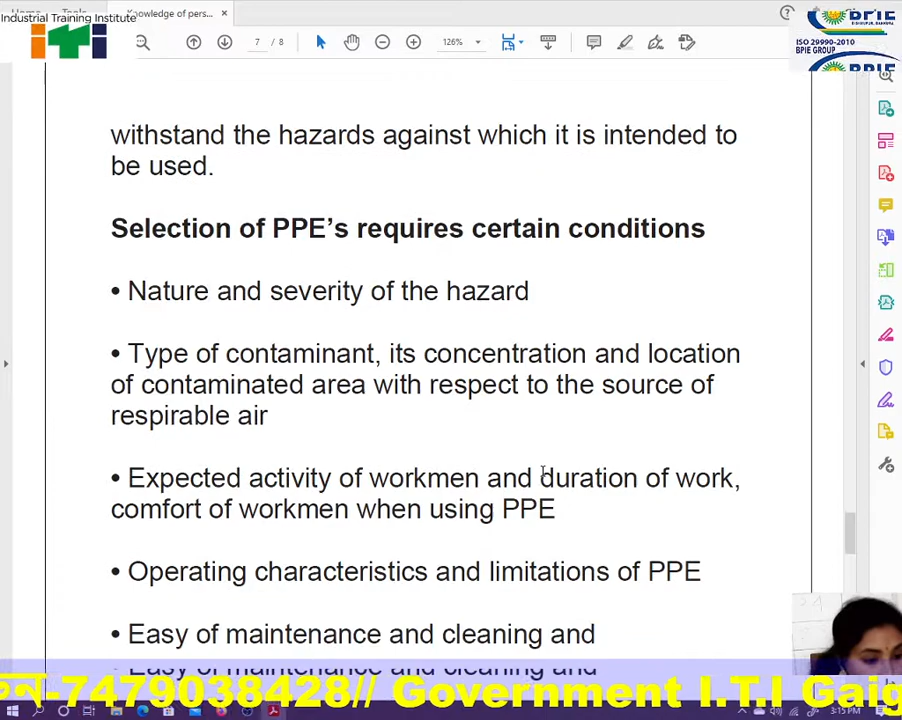 Industrial Training Institute
Knowledge of pers...
×
iTi
7 / 8
126%
BPIE
ISO 29990-2010
BPIE GROUP
BPIE
withstand the hazards against which it is intended to
be used.
Selection of PPE’s requires certain conditions
• Nature and severity of the hazard
• Type of contaminant, its concentration and location
of contaminated area with respect to the source of
respirable air
• Expected activity of workmen and duration of work,
comfort of workmen when using PPE
• Operating characteristics and limitations of PPE
• Easy of maintenance and cleaning and
• Easy of maintenance and cleaning and
-7479038428// Government I.T.I Gaig
3:15 PM